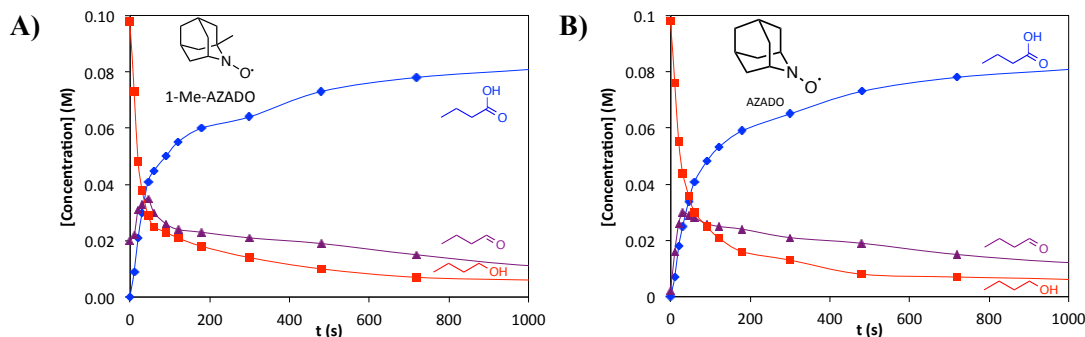 A)
[Concentration] (M)
0.10
0.08
0.06
0.04
0.02
0.00
N
O·
1-Me-AZADO
OH
O
O
OH
0
200
400
600
800
1000
t (s)
B)
[Concentration] (M)
0.1
0.08
0.06
0.04
0.02
0
N
O·
AZADO
OH
O
O
OH
0
200
400
600
800
1000
t (s)